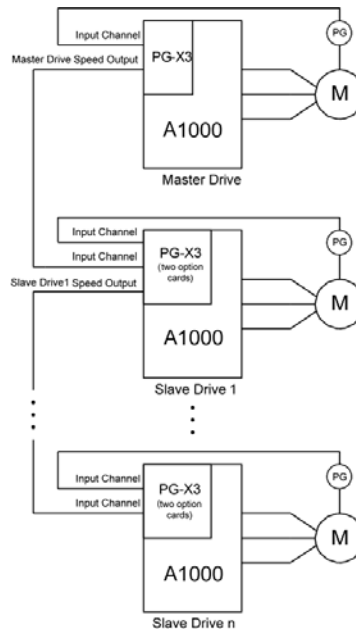 Input Channel
PG-X3
PG
Master Drive Speed Output
M
A1000
Master Drive
Input Channel
PG
Input Channel
PG-X3
(two option
cards)
Slave Drive1 Speed Output
M
A1000
Slave Drive 1
Input Channel
PG
PG-X3
Input Channel
(two option
cards)
M
A1000
Slave Drive n